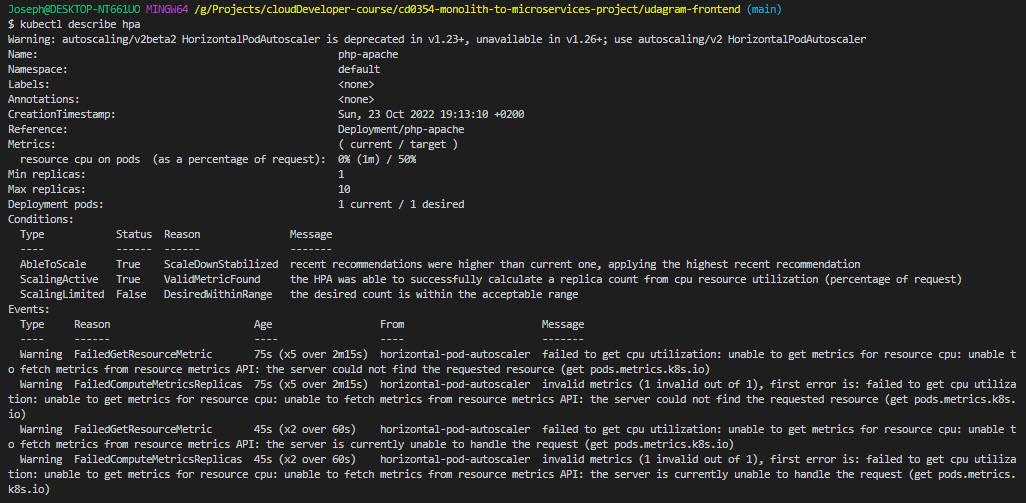 Joseph@DESKTOP-NT661UO MINGW64 /g/Projects/cloudDeveloper-course/cd0354-monolith-to-microservices-project/udagram-frontend (main)
$ kubectl describe hpa
Warning: autoscaling/v2beta2 HorizontalPodAutoscaler is deprecated in v1.23+, unavailable in v1.26+; use autoscaling/v2 HorizontalPodAutoscaler
Name: php-apache
Namespace: default
Labels: <none>
Annotations: <none>
CreationTimestamp: Sun, 23 Oct 2022 19:13:10 +0200
Reference: Deployment/php-apache
Metrics: ( current / target )
resource cpu on pods (as a percentage of request): 0% (1m) / 50%
Min replicas: 1
Max replicas: 10
Deployment pods: 1 current / 1 desired
Conditions:
Type Status Reason Message
---- ------ ------ -------
AbleToScale True ScaleDownStabilized recent recommendations were higher than current one, applying the highest recent recommendation
ScalingActive True ValidMetricFound the HPA was able to successfully calculate a replica count from cpu resource utilization (percentage of request)
ScalingLimited False DesiredWithinRange the desired count is within the acceptable range
Events:
Type Reason Age From Message
---- ------ ---- ---- -------
Warning FailedGetResourceMetric 75s (x5 over 2m15s) horizontal-pod-autoscaler failed to get cpu utilization: unable to get metrics for resource cpu: unable t
o fetch metrics from resource metrics API: the server could not find the requested resource (get pods.metrics.k8s.io)
Warning FailedComputeMetricsReplicas 75s (x5 over 2m15s) horizontal-pod-autoscaler invalid metrics (1 invalid out of 1), first error is: failed to get cpu utiliza
tion: unable to get metrics for resource cpu: unable to fetch metrics from resource metrics API: the server could not find the requested resource (get pods.metrics.k8s.
io)
Warning FailedGetResourceMetric 45s (x2 over 60s) horizontal-pod-autoscaler failed to get cpu utilization: unable to get metrics for resource cpu: unable t
o fetch metrics from resource metrics API: the server is currently unable to handle the request (get pods.metrics.k8s.io)
Warning FailedComputeMetricsReplicas 45s (x2 over 60s) horizontal-pod-autoscaler invalid metrics (1 invalid out of 1), first error is: failed to get cpu utiliza
tion: unable to get metrics for resource cpu: unable to fetch metrics from resource metrics API: the server is currently unable to handle the request (get pods.metrics.
k8s.io)